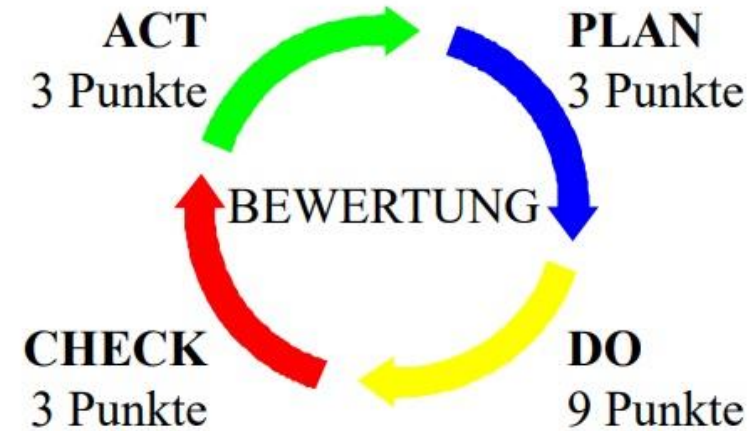 ACT
3 Punkte
PLAN
3 Punkte
BEWERTUNG
CHECK
3 Punkte
DO
9 Punkte